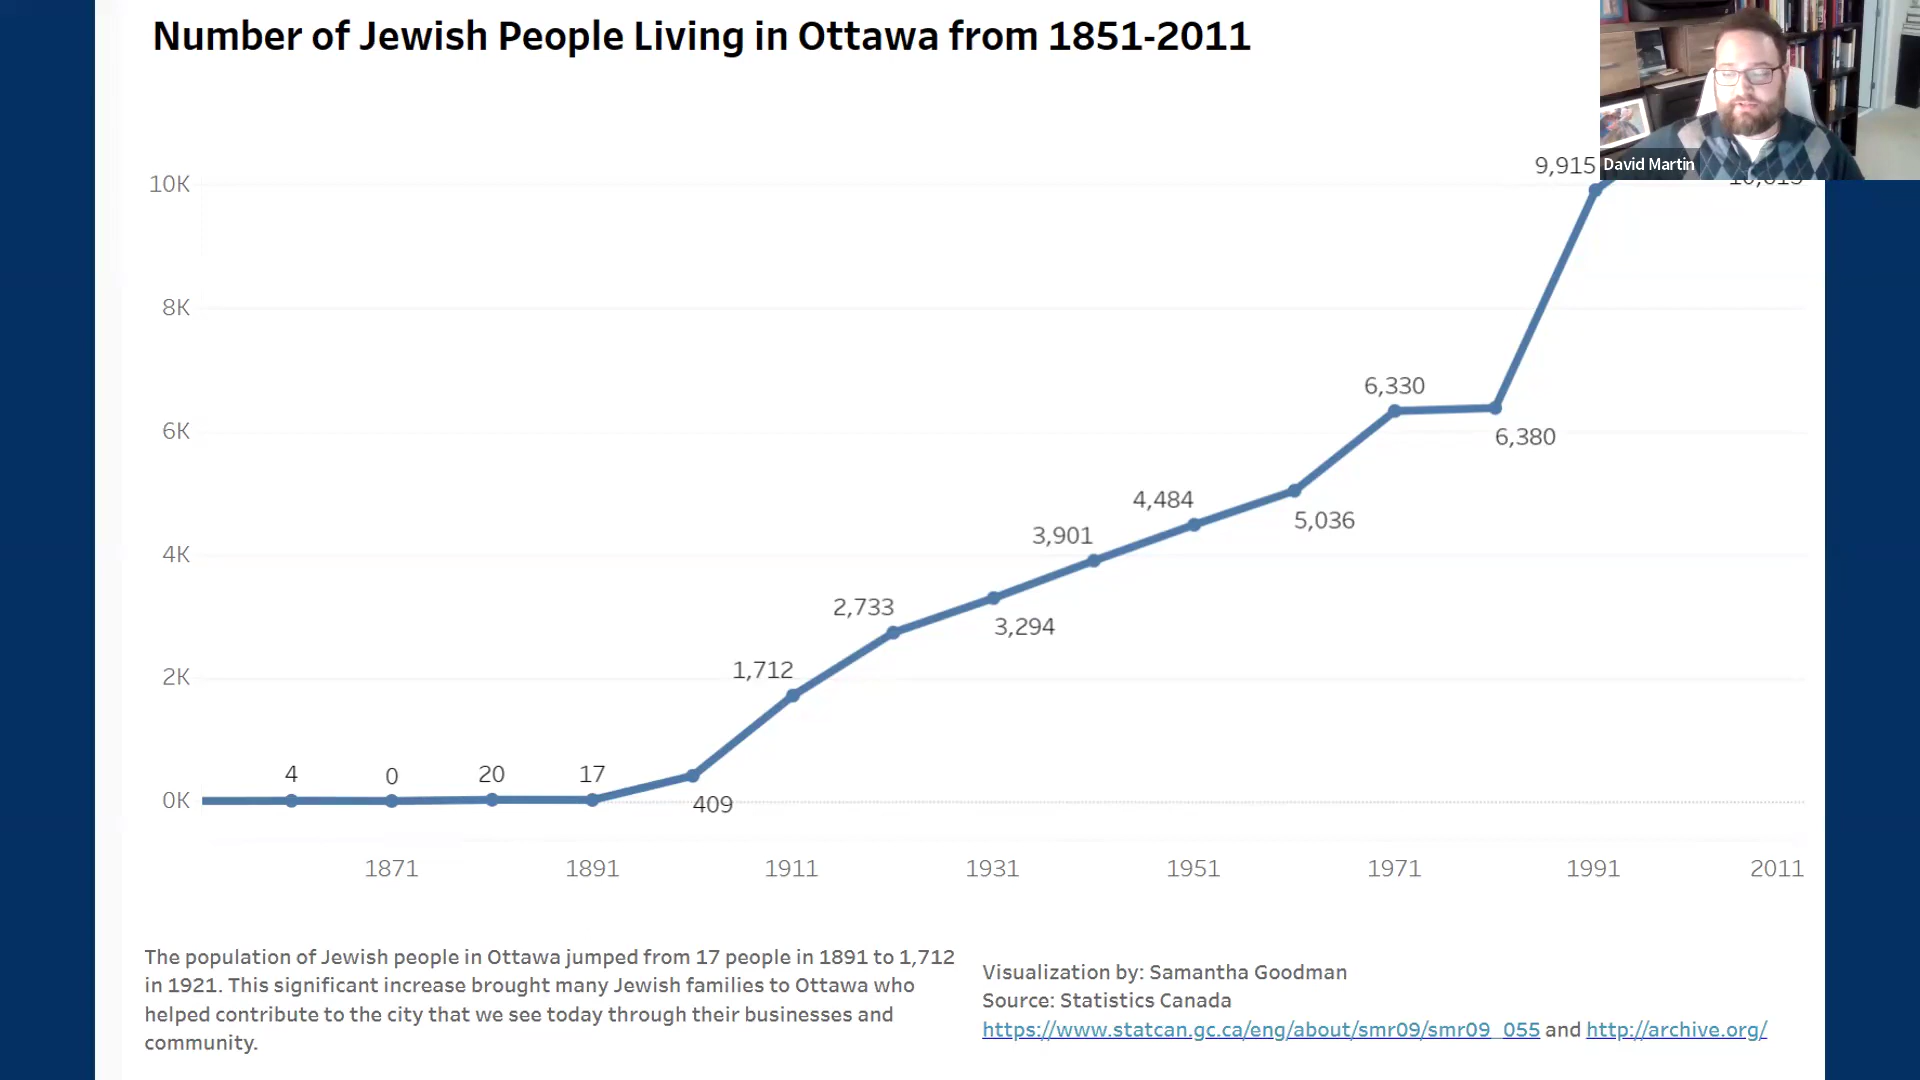 Number of Jewish People Living in Ottawa from 1851-2011
David Martin
9,915
10K
8K
6,330
6K
6,380
4,484
5,036
3,901
4K
2,733
3,294
1,712
2K
4
0
20
17
0K
409
1871
1891
1911
1931
1951
1971
1991
2011
The population of Jewish people in Ottawa jumped from 17 people in 1891 to 1,712
in 1921. This significant increase brought many Jewish families to Ottawa who
helped contribute to the city that we see today through their businesses and
community.
Visualization by: Samantha Goodman
Source: Statistics Canada
https://www.statcan.gc.ca/eng/about/smr09/smr09_055 and http://archive.org/